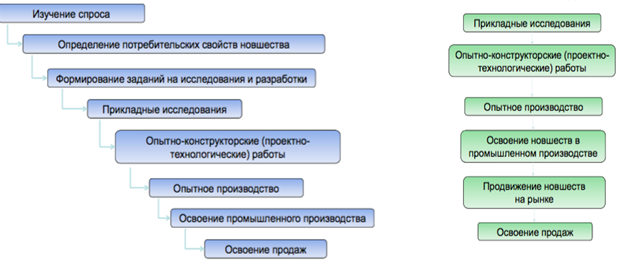 Изучение спроса
Определение потребительских свойств новшества
Формирование заданий на исследования и разработки
Прикладные исследования
Опытно-конструкторские (проектно-
технологические) работы
Опытное производство
Освоение промышленного производства
Освоение продаж
Прикладные исследования
Опытно-конструкторские (проектно-
технологические) работы
Опытное производство
Освоение новшеств в
промышленном производстве
Продвижение новшеств
на рынке
Освоение продаж